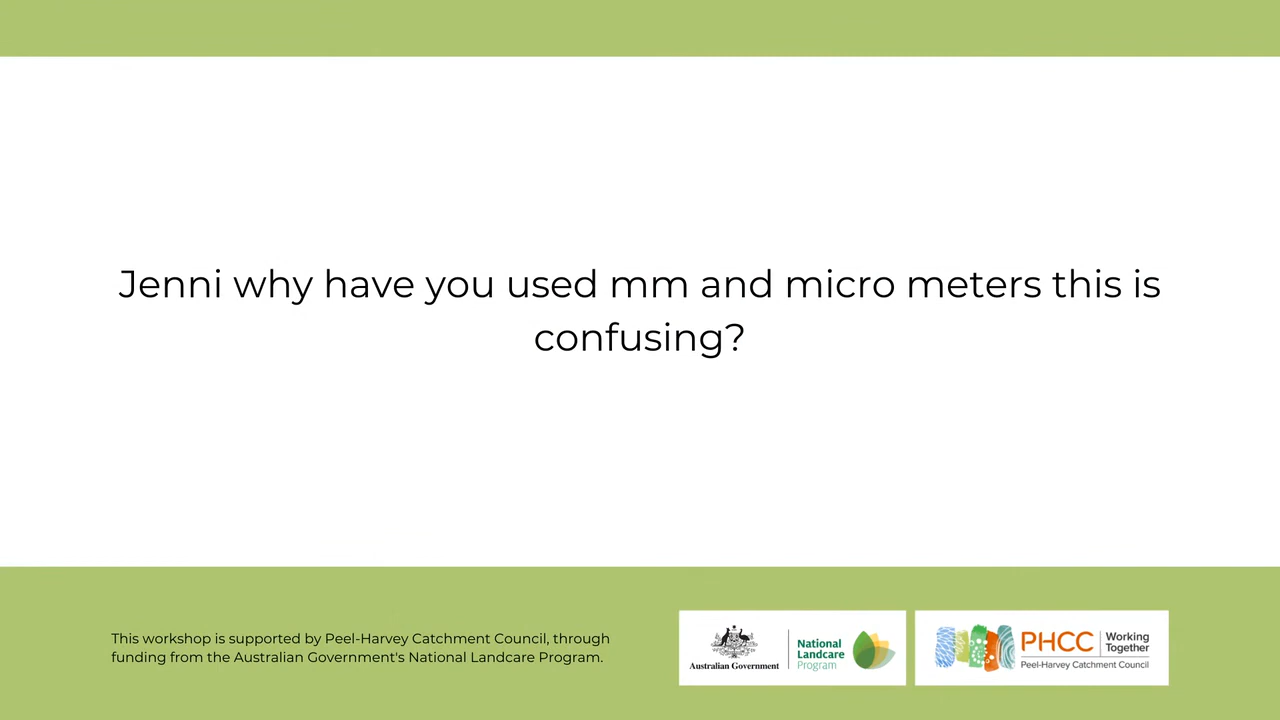 Jenni why have you used mm and micro meters this is
confusing?
This workshop is supported by Peel-Harvey Catchment Council, through
funding from the Australian Government's National Landcare Program.
Australian Government
National
Landcare
Program
PHCC
Working
Together
Peel-Harvey Catchment Council